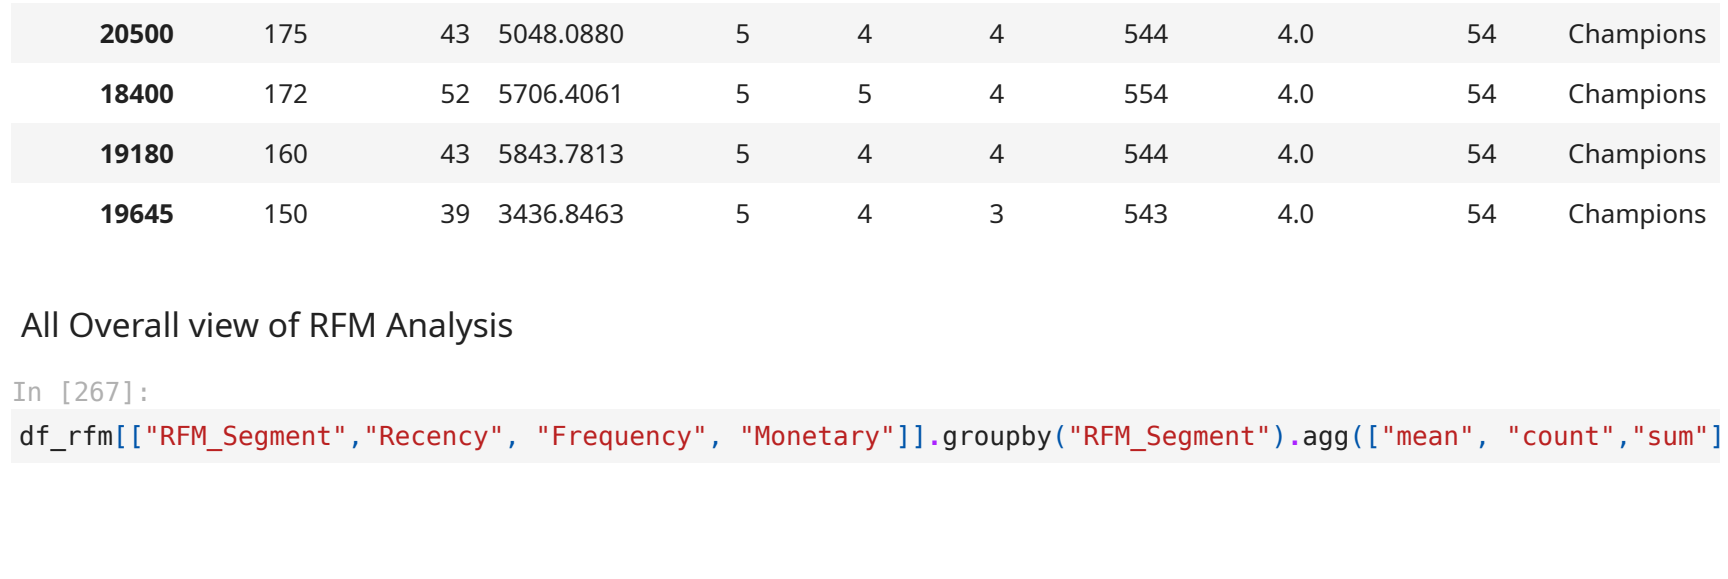 20500 175 43 5048.0880 5 4 4 544 4.0 54 Champions
18400 172 52 5706.4061 5 5 4 554 4.0 54 Champions
19180 160 43 5843.7813 5 4 4 544 4.0 54 Champions
19645 150 39 3436.8463 5 4 3 543 4.0 54 Champions
All Overall view of RFM Analysis
In [267]:
df_rfm[["RFM_Segment","Recency", "Frequency", "Monetary"]].groupby("RFM_Segment").agg(["mean", "count","sum"]